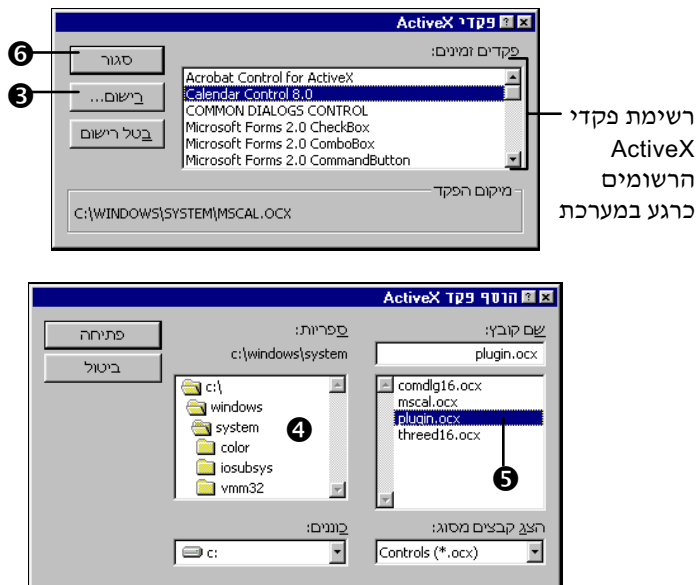 פקדי ActiveX
פקדים זמינים:
Acrobat Control for ActiveX
Calendar Control 8.0
COMMON DIALOGS CONTROL
Microsoft Forms 2.0 CheckBox
Microsoft Forms 2.0 ComboBox
Microsoft Forms 2.0 CommandButton
❻
סגור
❸
רישום...
בטל רישום
מיקום הפקד
C:\WINDOWS\SYSTEM\MSCAL.OCX
רשימת פקדי
ActiveX
הרשומים
כרגע במערכת
הוסף פקד ActiveX
שם קובץ:
plugin.ocx
comdlg16.ocx
mscal.ocx
plugin.ocx
threed16.ocx
❺
הצג קבצים מסוג:
Controls (*.ocx)
ספריות:
c:\windows\system
c:\
windows
system
color
iosubsys
vmm32
❹
כוננים:
c:
פתיחה
ביטול